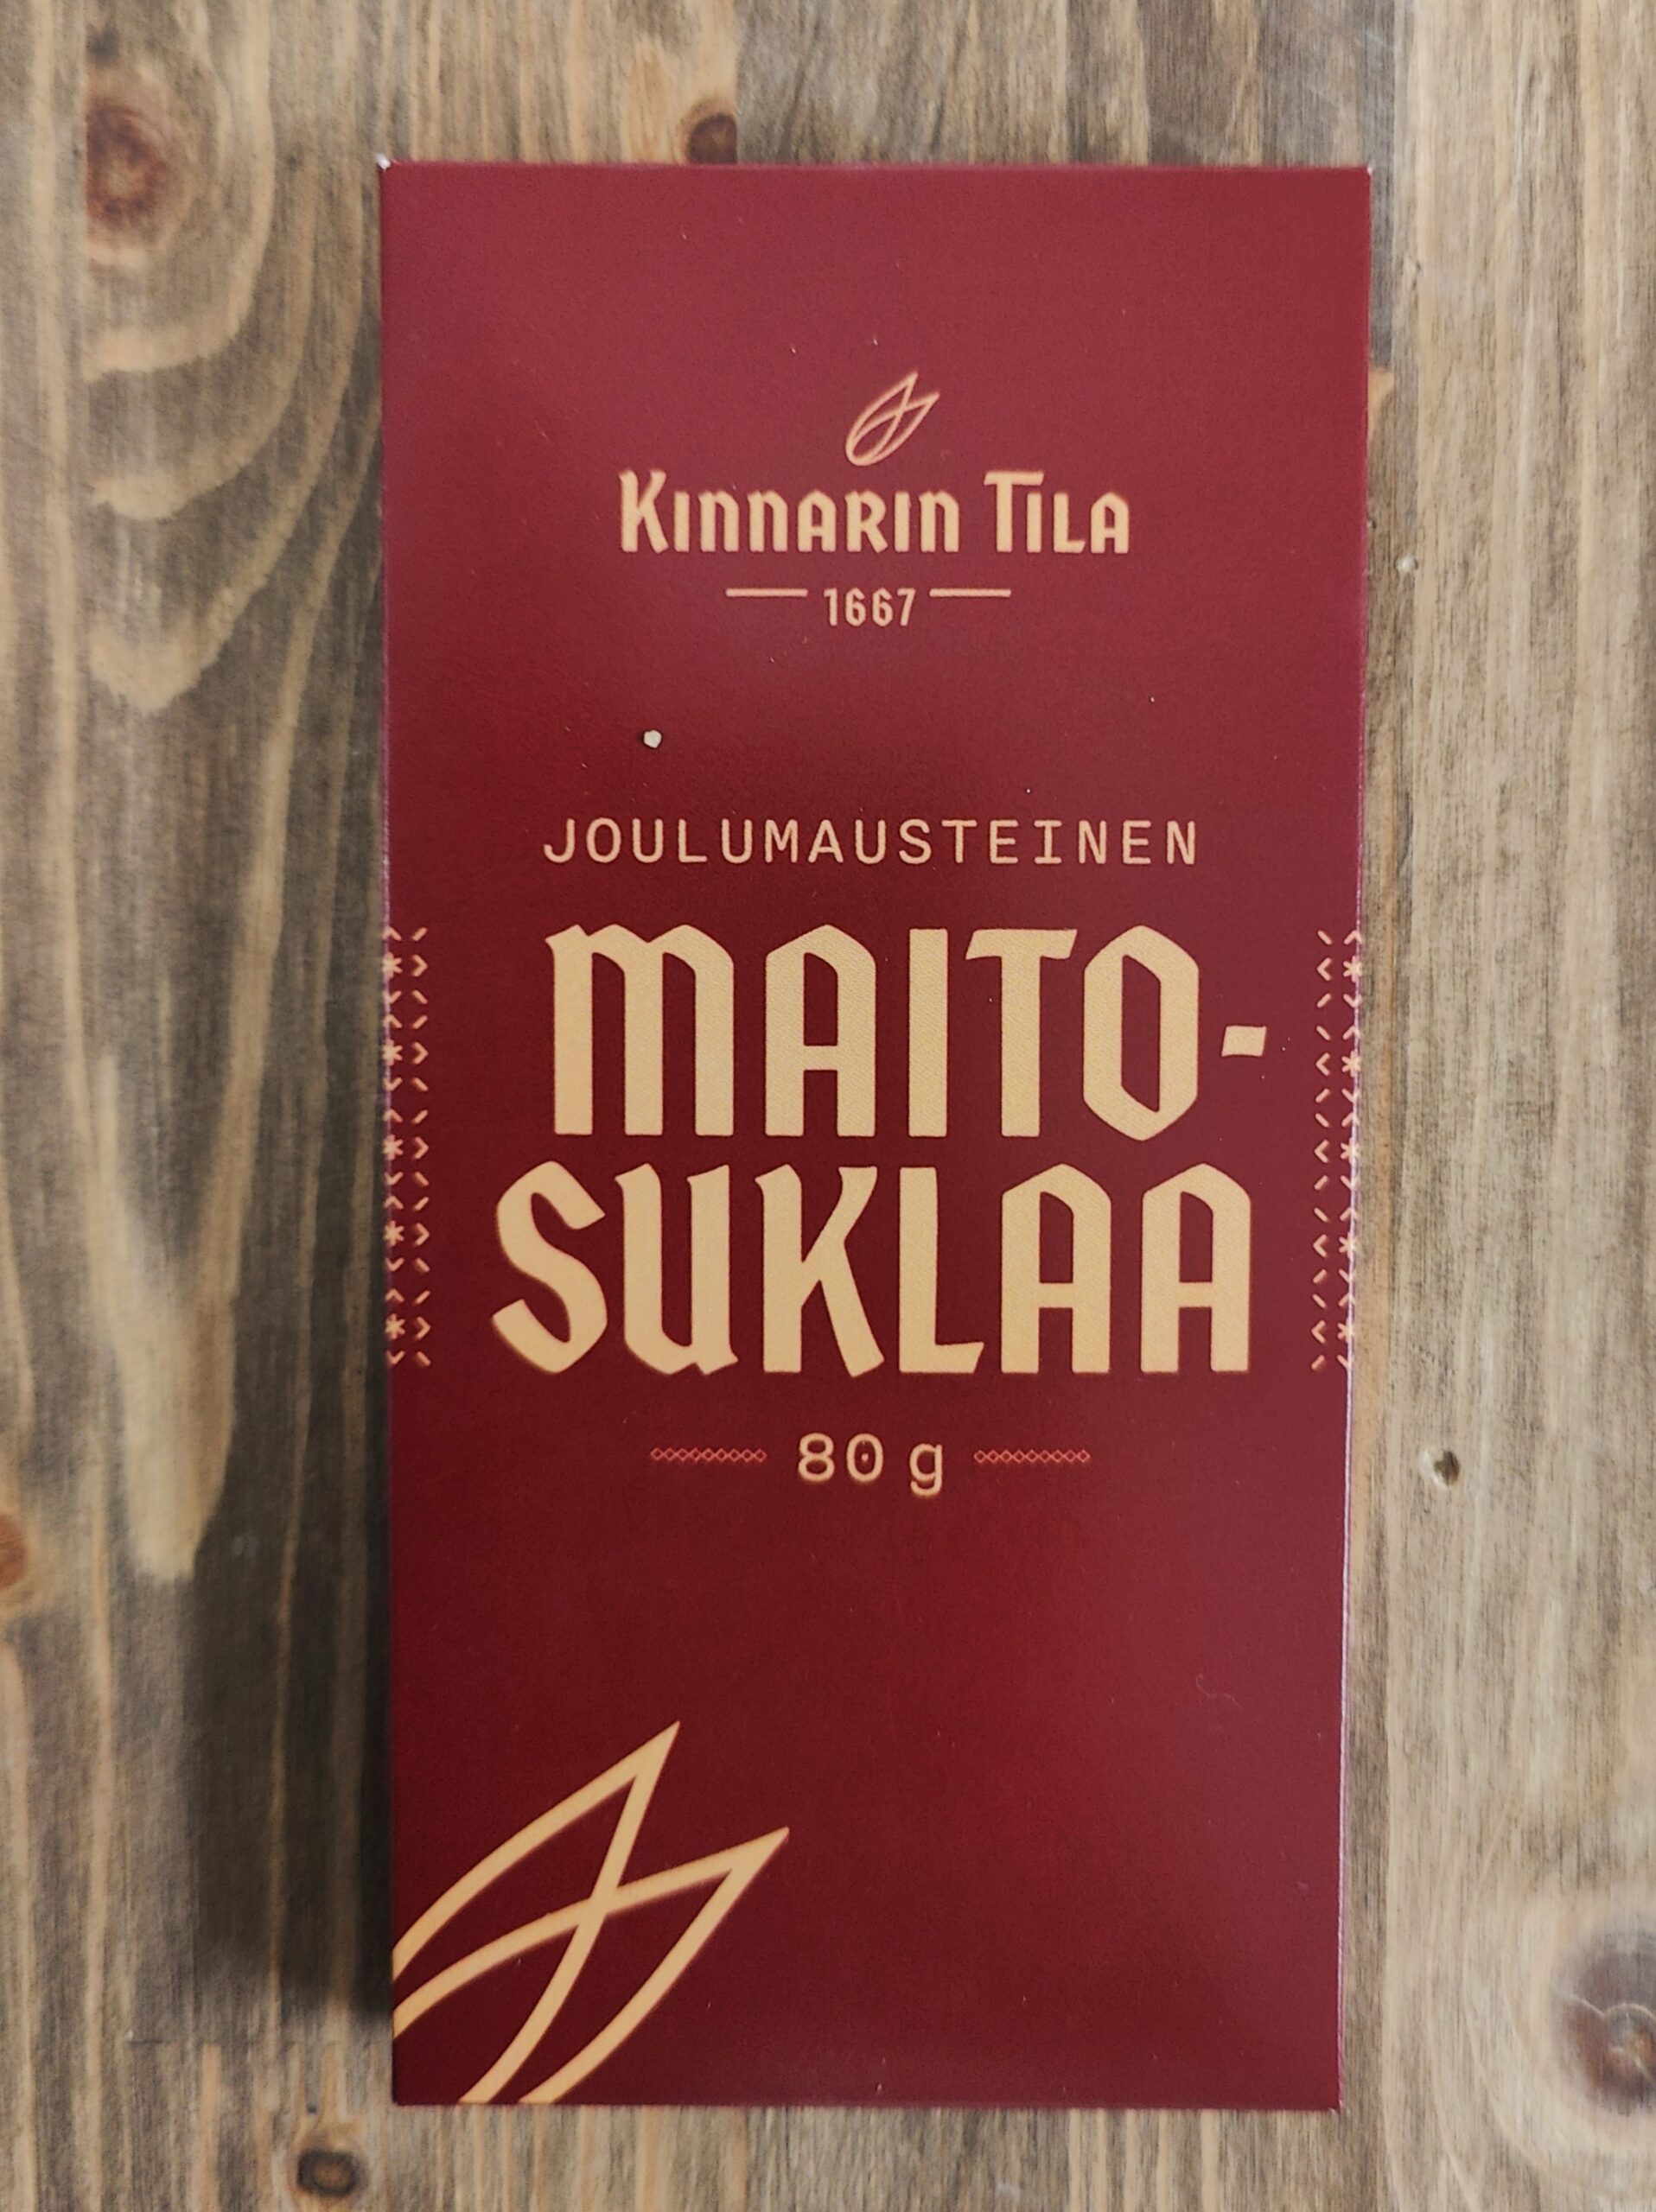 Kinnarin Tila
1667
JOULUMAUSTEINEN
MAITO-
SUKLAA
80 g